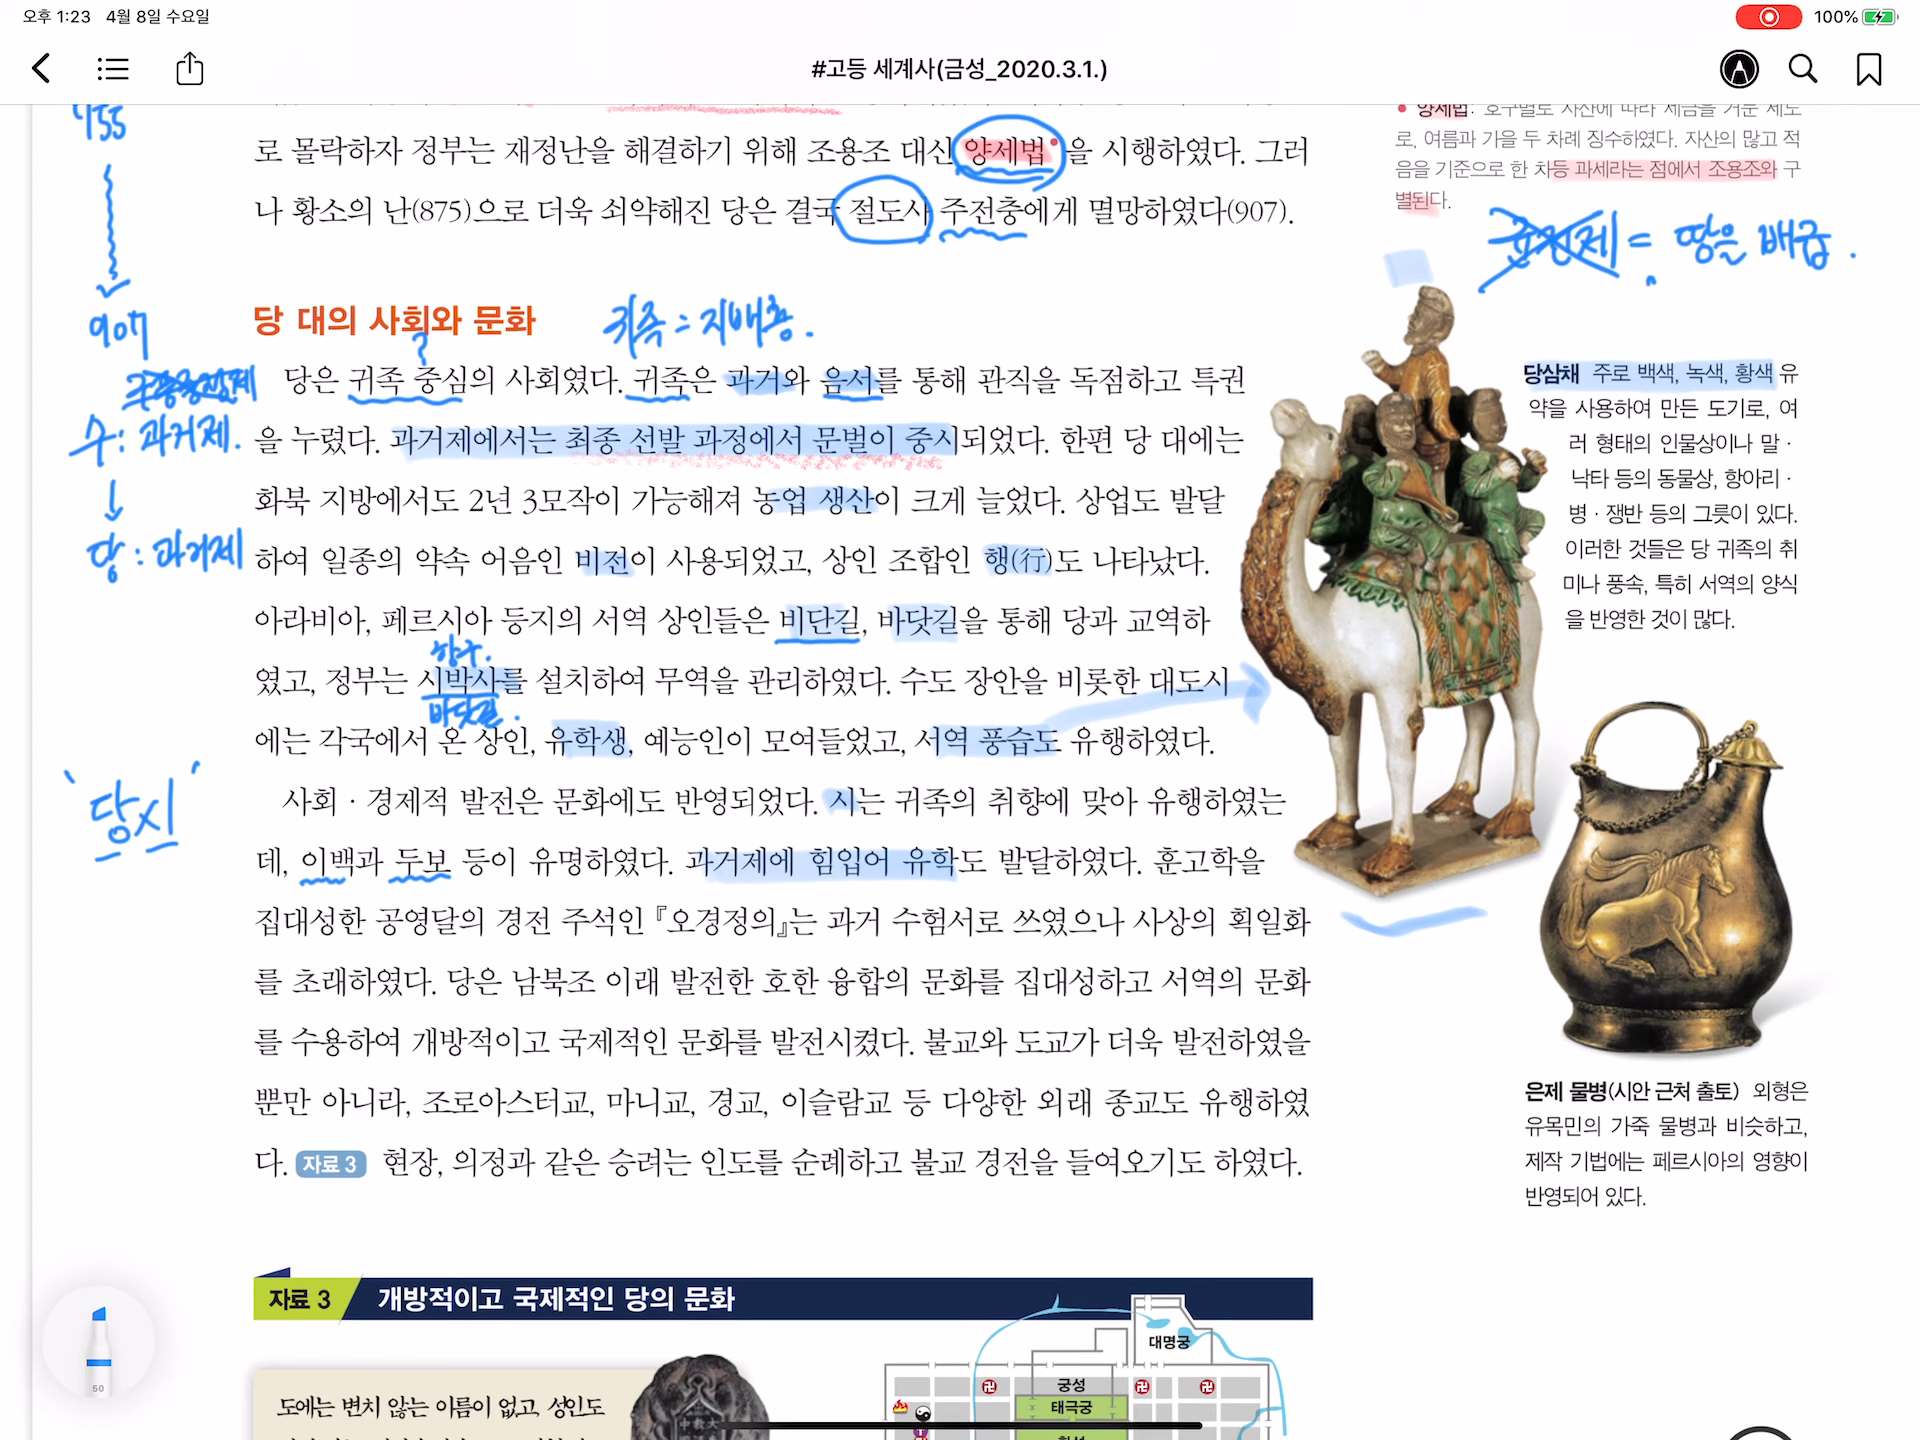 오후 1:23 4월 8일 수요일
100%
#고등 세계사(금성_2020.3.1.)
755
907
로 몰락하자 정부는 재정난을 해결하기 위해 조용조 대신 양세법을 시행하였다. 그러
나 황소의 난(875)으로 더욱 쇠약해진 당은 결국 절도사 주전충에게 멸망하였다(907).
• 양세법: 호구별로 자산에 따라 세금을 거둔 제도
로, 여름과 가을 두 차례 징수하였다. 자산의 많고 적
음을 기준으로 한 차등 과세라는 점에서 조용조와 구
별된다.
= 땅을 배급.
당 대의 사회와 문화
귀족 = 지배층.
당은 귀족 중심의 사회였다. 귀족은 과거와 음서를 통해 관직을 독점하고 특권
을 누렸다. 과거제에서는 최종 선발 과정에서 문벌이 중시되었다. 한편 당 대에는
화북 지방에서도 2년 3모작이 가능해져 농업 생산이 크게 늘었다. 상업도 발달
하여 일종의 약속 어음인 비전이 사용되었고, 상인 조합인 행(行)도 나타났다.
아라비아, 페르시아 등지의 서역 상인들은 비단길, 바닷길을 통해 당과 교역하
항구.
였고, 정부는 시박사를 설치하여 무역을 관리하였다. 수도 장안을 비롯한 대도시
바닷길.
에는 각국에서 온 상인, 유학생, 예능인이 모여들었고, 서역 풍습도 유행하였다.
수: 과거제.
당: 과거제
'당시'
사회 · 경제적 발전은 문화에도 반영되었다. 시는 귀족의 취향에 맞아 유행하였는
데, 이백과 두보 등이 유명하였다. 과거제에 힘입어 유학도 발달하였다. 훈고학을
집대성한 공영달의 경전 주석인 『오경정의』는 과거 수험서로 쓰였으나 사상의 획일화
를 초래하였다. 당은 남북조 이래 발전한 호한 융합의 문화를 집대성하고 서역의 문화
를 수용하여 개방적이고 국제적인 문화를 발전시켰다. 불교와 도교가 더욱 발전하였을
뿐만 아니라, 조로아스터교, 마니교, 경교, 이슬람교 등 다양한 외래 종교도 유행하였
다. 자료 3 현장, 의정과 같은 승려는 인도를 순례하고 불교 경전을 들여오기도 하였다.
당삼채 주로 백색, 녹색, 황색 유
약을 사용하여 만든 도기로, 여
러 형태의 인물상이나 말 ·
낙타 등의 동물상, 항아리 ·
병 · 쟁반 등의 그릇이 있다.
이러한 것들은 당 귀족의 취
미나 풍속, 특히 서역의 양식
을 반영한 것이 많다.
은제 물병(시안 근처 출토) 외형은
유목민의 가죽 물병과 비슷하고,
제작 기법에는 페르시아의 영향이
반영되어 있다.
자료 3 개방적이고 국제적인 당의 문화
도에는 변치 않는 이름이 없고, 성인도
대명궁
궁성
태극궁
50